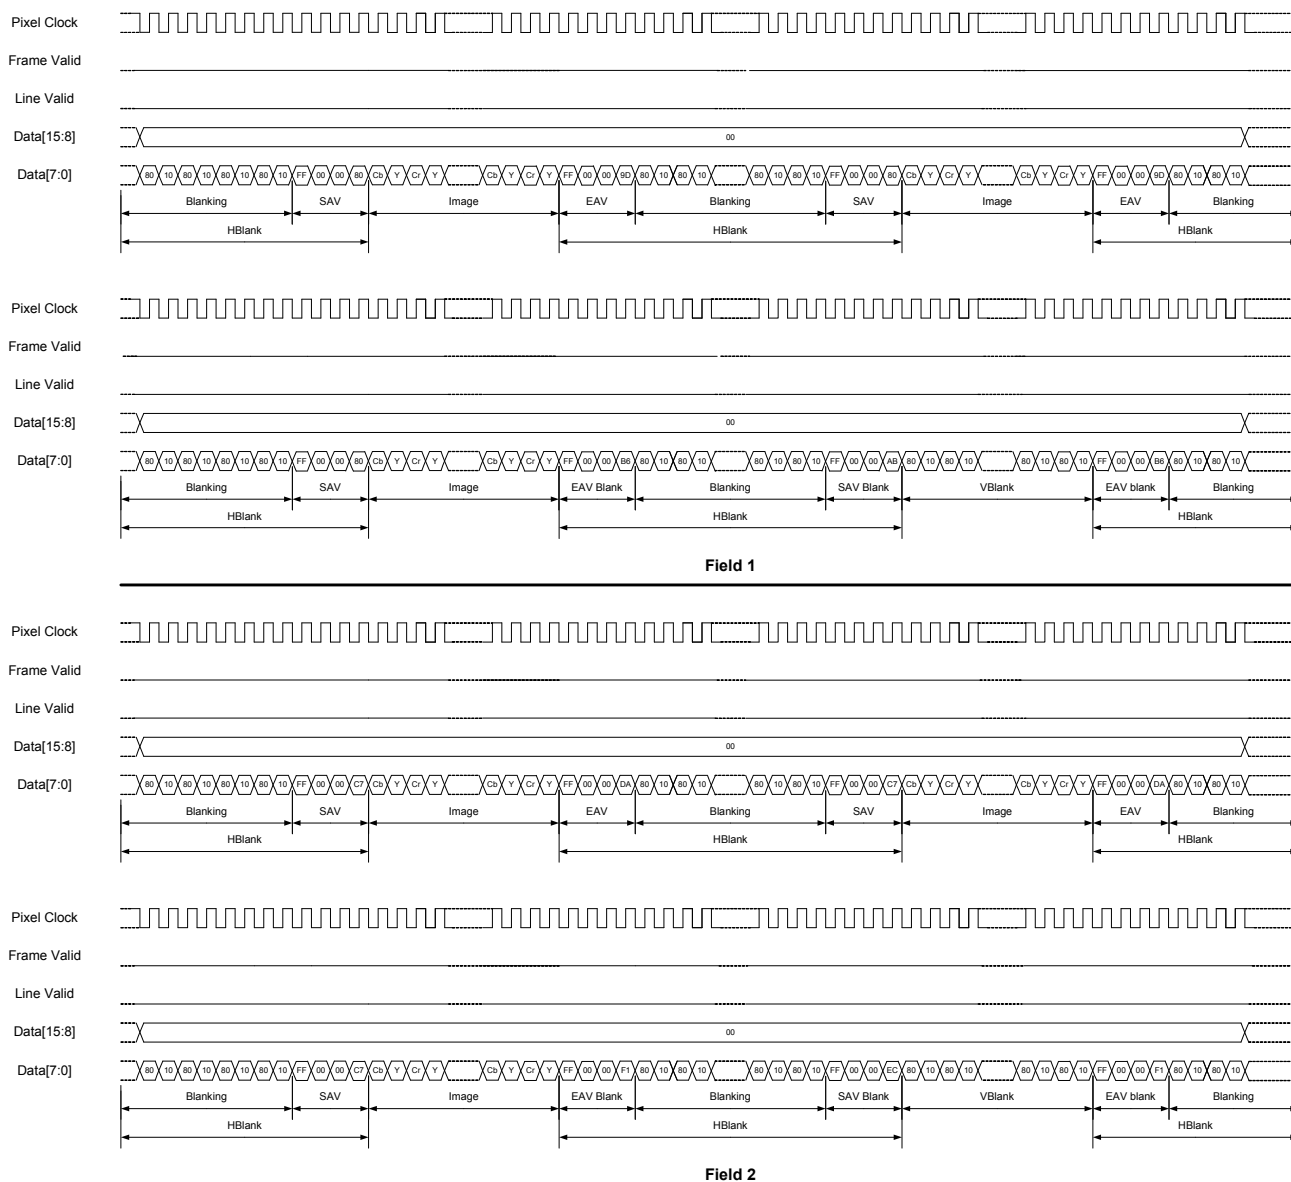 Pixel Clock
Frame Valid
Line Valid
Data[15:8] 00
Data[7:0] 80 10 80 10 80 10 80 10 FF 00 00 80 Cb Y Cr Y Cb Y Cr Y FF 00 00 9D 80 10 80 10 80 10 80 10 FF 00 00 80 Cb Y Cr Y Cb Y Cr Y FF 00 00 9D 80 10 80 10
Blanking SAV Image EAV Blanking SAV Image EAV Blanking
HBlank HBlank HBlank
Pixel Clock
Frame Valid
Line Valid
Data[15:8] 00
Data[7:0] 80 10 80 10 80 10 80 10 FF 00 00 80 Cb Y Cr Y Cb Y Cr Y FF 00 00 B6 80 10 80 10 80 10 80 10 FF 00 00 AB 80 10 80 10 80 10 80 10 FF 00 00 B6 80 10 80 10
Blanking SAV Image EAV Blank Blanking SAV Blank VBlank EAV blank Blanking
HBlank HBlank HBlank
Field 1
Pixel Clock
Frame Valid
Line Valid
Data[15:8] 00
Data[7:0] 80 10 80 10 80 10 80 10 FF 00 00 C7 Cb Y Cr Y Cb Y Cr Y FF 00 00 DA 80 10 80 10 80 10 80 10 FF 00 00 C7 Cb Y Cr Y Cb Y Cr Y FF 00 00 DA 80 10 80 10
Blanking SAV Image EAV Blanking SAV Image EAV Blanking
HBlank HBlank HBlank
Pixel Clock
Frame Valid
Line Valid
Data[15:8] 00
Data[7:0] 80 10 80 10 80 10 80 10 FF 00 00 C7 Cb Y Cr Y Cb Y Cr Y FF 00 00 F1 80 10 80 10 80 10 80 10 FF 00 00 EC 80 10 80 10 80 10 80 10 FF 00 00 F1 80 10 80 10
Blanking SAV Image EAV Blank Blanking SAV Blank VBlank EAV blank Blanking
HBlank HBlank HBlank
Field 2